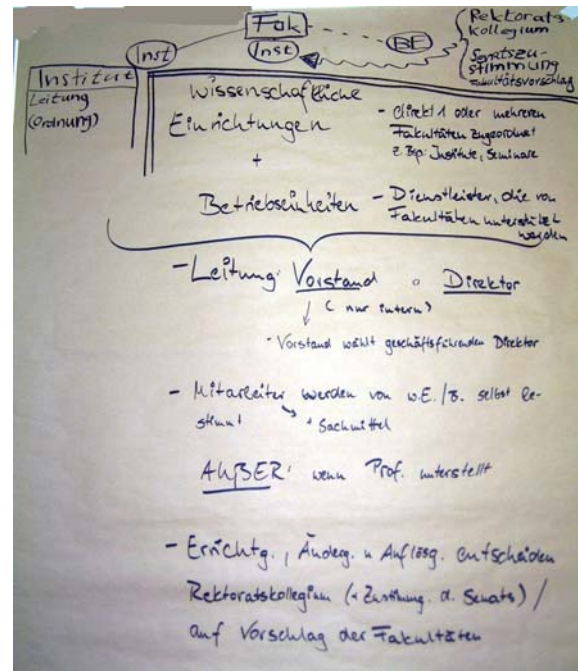 Fak
Inst
Inst
BE
Rektorats
kollegium
Senatszu-
stimmung
Fakultätsvorschlag
Institut
Leitung
(Ordnung)
Wissenschaftliche
Einrichtungen
- direkt 1 oder mehreren
Fakultäten zugeordnet
z. Bsp: Institute, Seminare
+
Betriebseinheiten
- Dienstleister, die von
Fakultäten unterstützt
werden
- Leitung: Vorstand o Direktor
(nur intern)
- Vorstand wählt geschäftsführenden Direktor
- Mitarbeiter werden von w.E./B. selbst be-
stimmt
+ Sachmittel
AUßER: wenn Prof. unterstellt
- Errichtg., Änderg. u Auflösg. entscheiden
Rektoratskollegium (+ Zustimmung. d. Senats) /
auf Vorschlag der Fakultäten